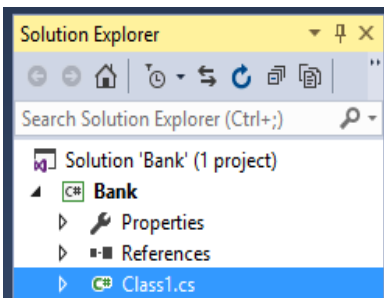 Solution Explorer
Search Solution Explorer (Ctrl+;)
Solution 'Bank' (1 project)
C# Bank
Properties
References
C# Class1.cs